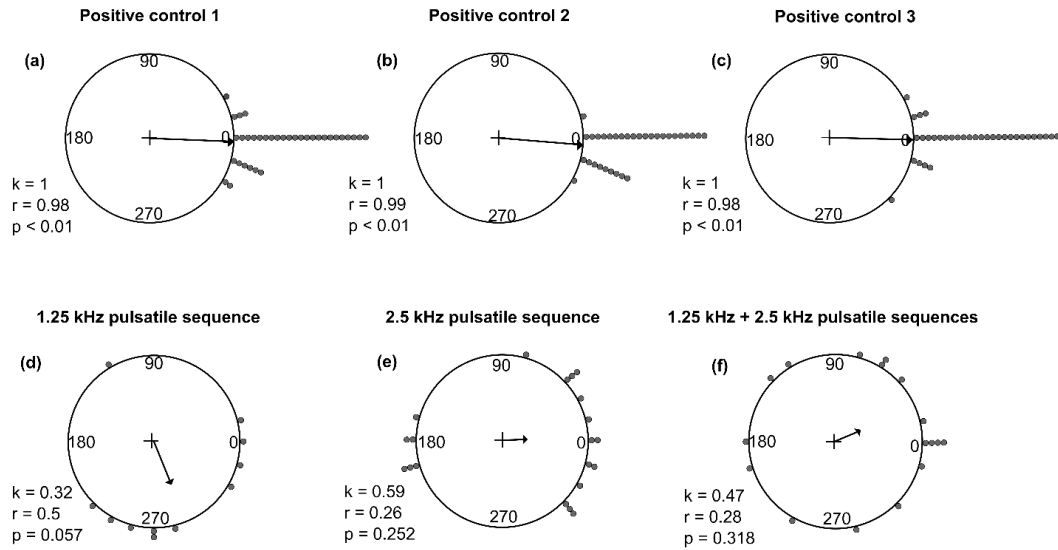 Positive control 1
Positive control 2
Positive control 3
(a)
90
180
0
270
k = 1
r = 0.98
p < 0.01
(b)
90
180
0
270
k = 1
r = 0.99
p < 0.01
(c)
90
180
0
270
k = 1
r = 0.98
p < 0.01
1.25 kHz pulsatile sequence
2.5 kHz pulsatile sequence
1.25 kHz + 2.5 kHz pulsatile sequences
(d)
90
180
0
270
k = 0.32
r = 0.5
p = 0.057
(e)
90
180
0
270
k = 0.59
r = 0.26
p = 0.252
(f)
90
180
0
270
k = 0.47
r = 0.28
p = 0.318